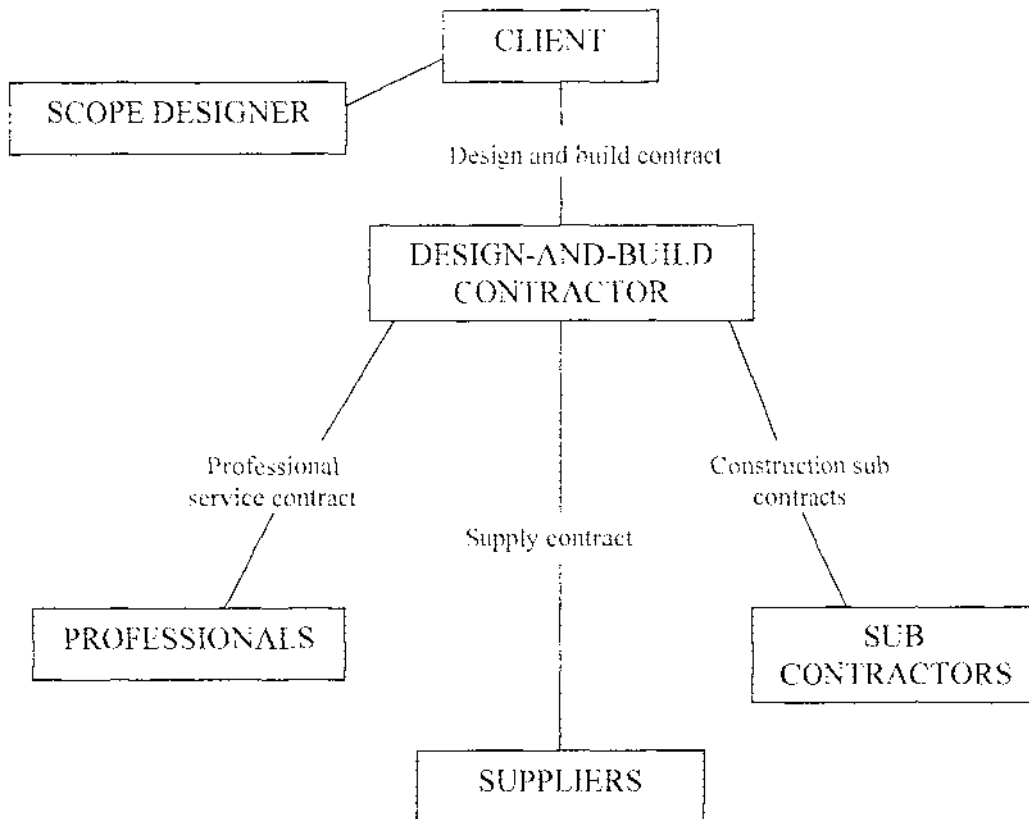 CLIENT
SCOPE DESIGNER
Design and build contract
DESIGN-AND-BUILD
CONTRACTOR
Professional
service contract
Construction sub
contracts
Supply contract
PROFESSIONALS
SUB
CONTRACTORS
SUPPLIERS